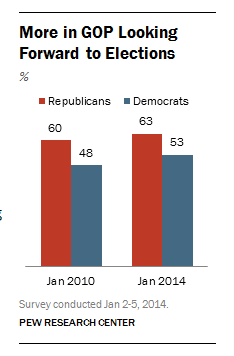 More in GOP Looking
Forward to Elections
%
Republicans Democrats
60
48
63
53
Jan 2010 Jan 2014
Survey conducted Jan 2-5, 2014.
PEW RESEARCH CENTER